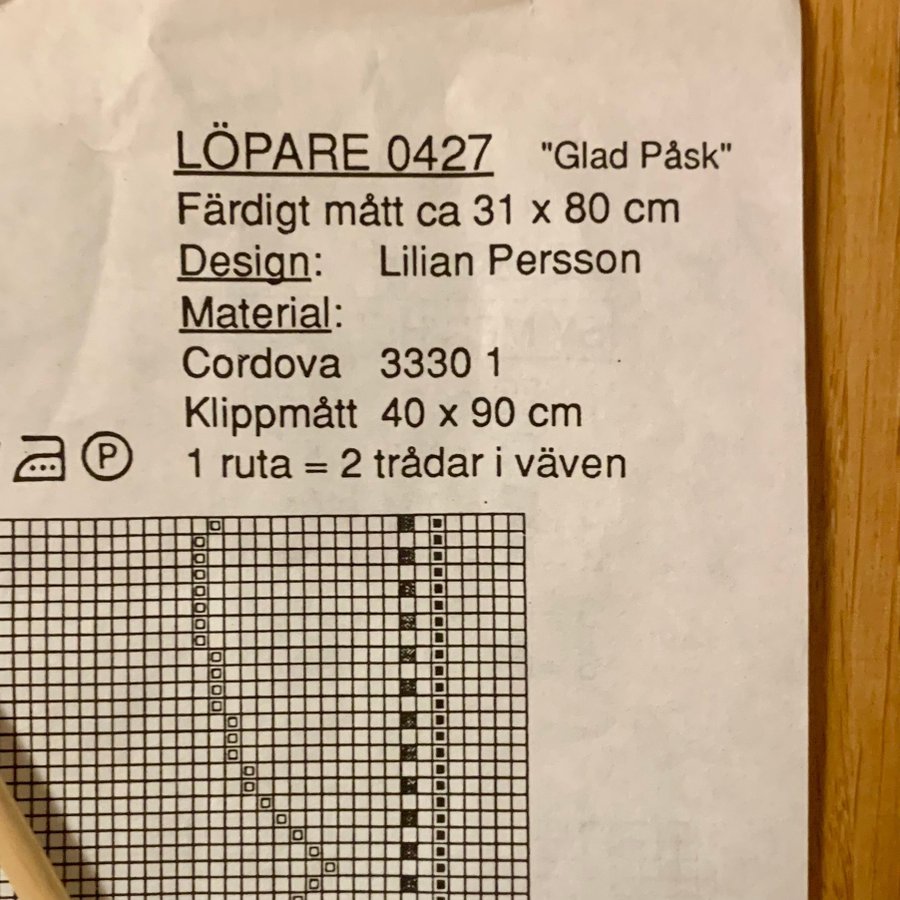 LÖPARE 0427 "Glad Påsk"
Färdigt mått ca 31 x 80 cm
Design: Lilian Persson
Material:
Cordova 3330 1
Klippmått 40 x 90 cm
P
1 ruta = 2 trådar i väven